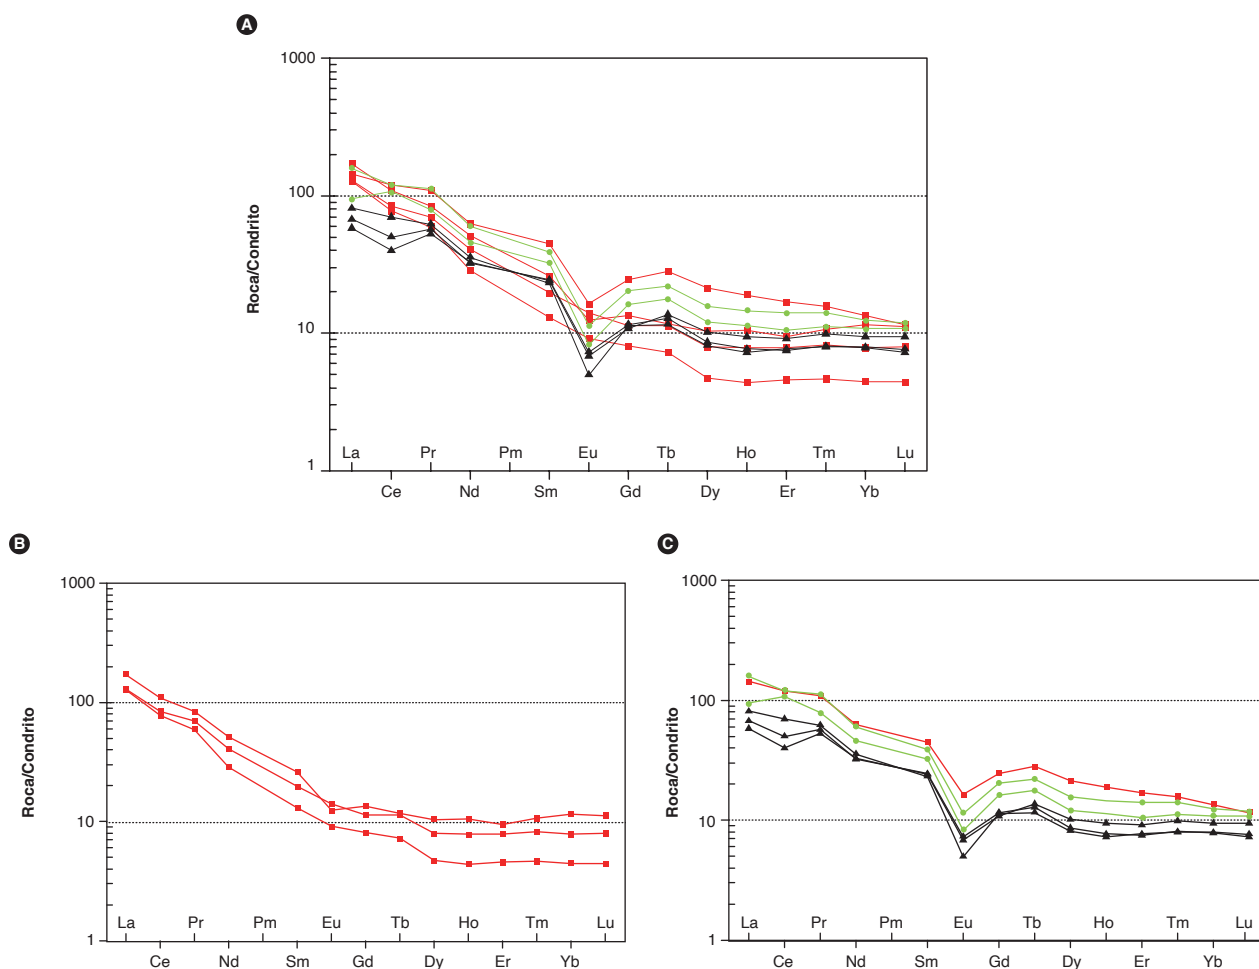 A
1000
100
10
1
Roca/Condrito
La Pr Pm Eu Tb Ho Tm Lu
Ce Nd Sm Gd Dy Er Yb
B
1000
100
10
1
Roca/Condrito
La Pr Pm Eu Tb Ho Tm Lu
Ce Nd Sm Gd Dy Er Yb
C
1000
100
10
1
Roca/Condrito
La Pr Pm Eu Tb Ho Tm Lu
Ce Nd Sm Gd Dy Er Yb